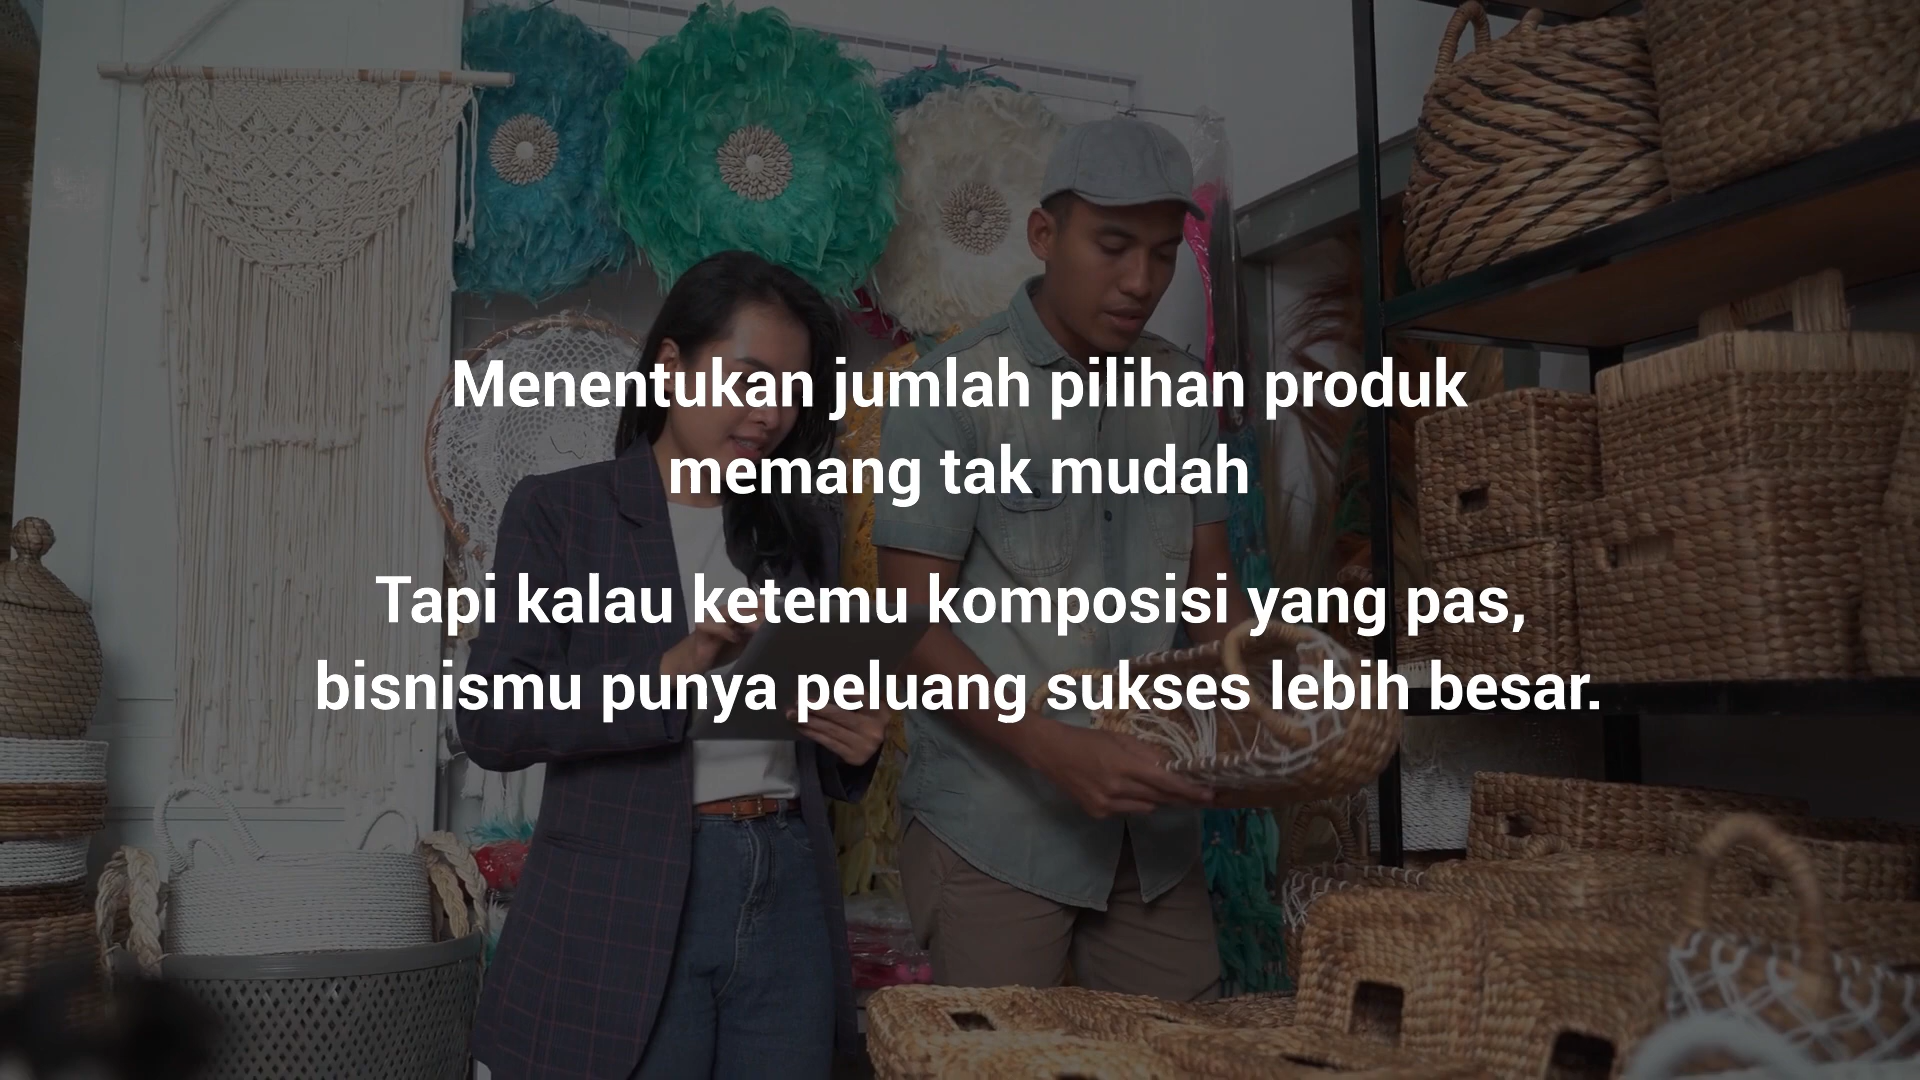 Menentukan jumlah pilihan produk
memang tak mudah
Tapi kalau ketemu komposisi yang pas,
bisnismu punya peluang sukses lebih besar.